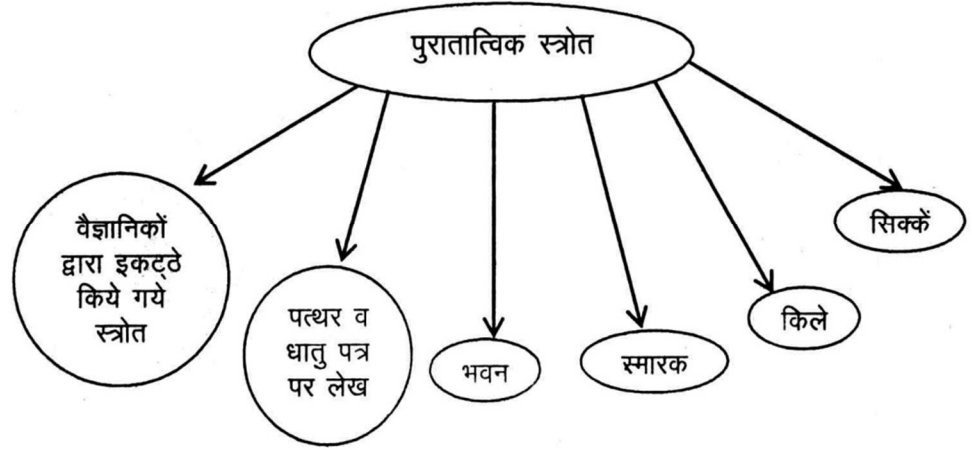 पुरातात्विक स्त्रोत
वैज्ञानिकों
द्वारा इकट्ठे
किये गये
स्त्रोत
पत्थर व
धातु पत्र
पर लेख
भवन
स्मारक
किले
सिक्कें